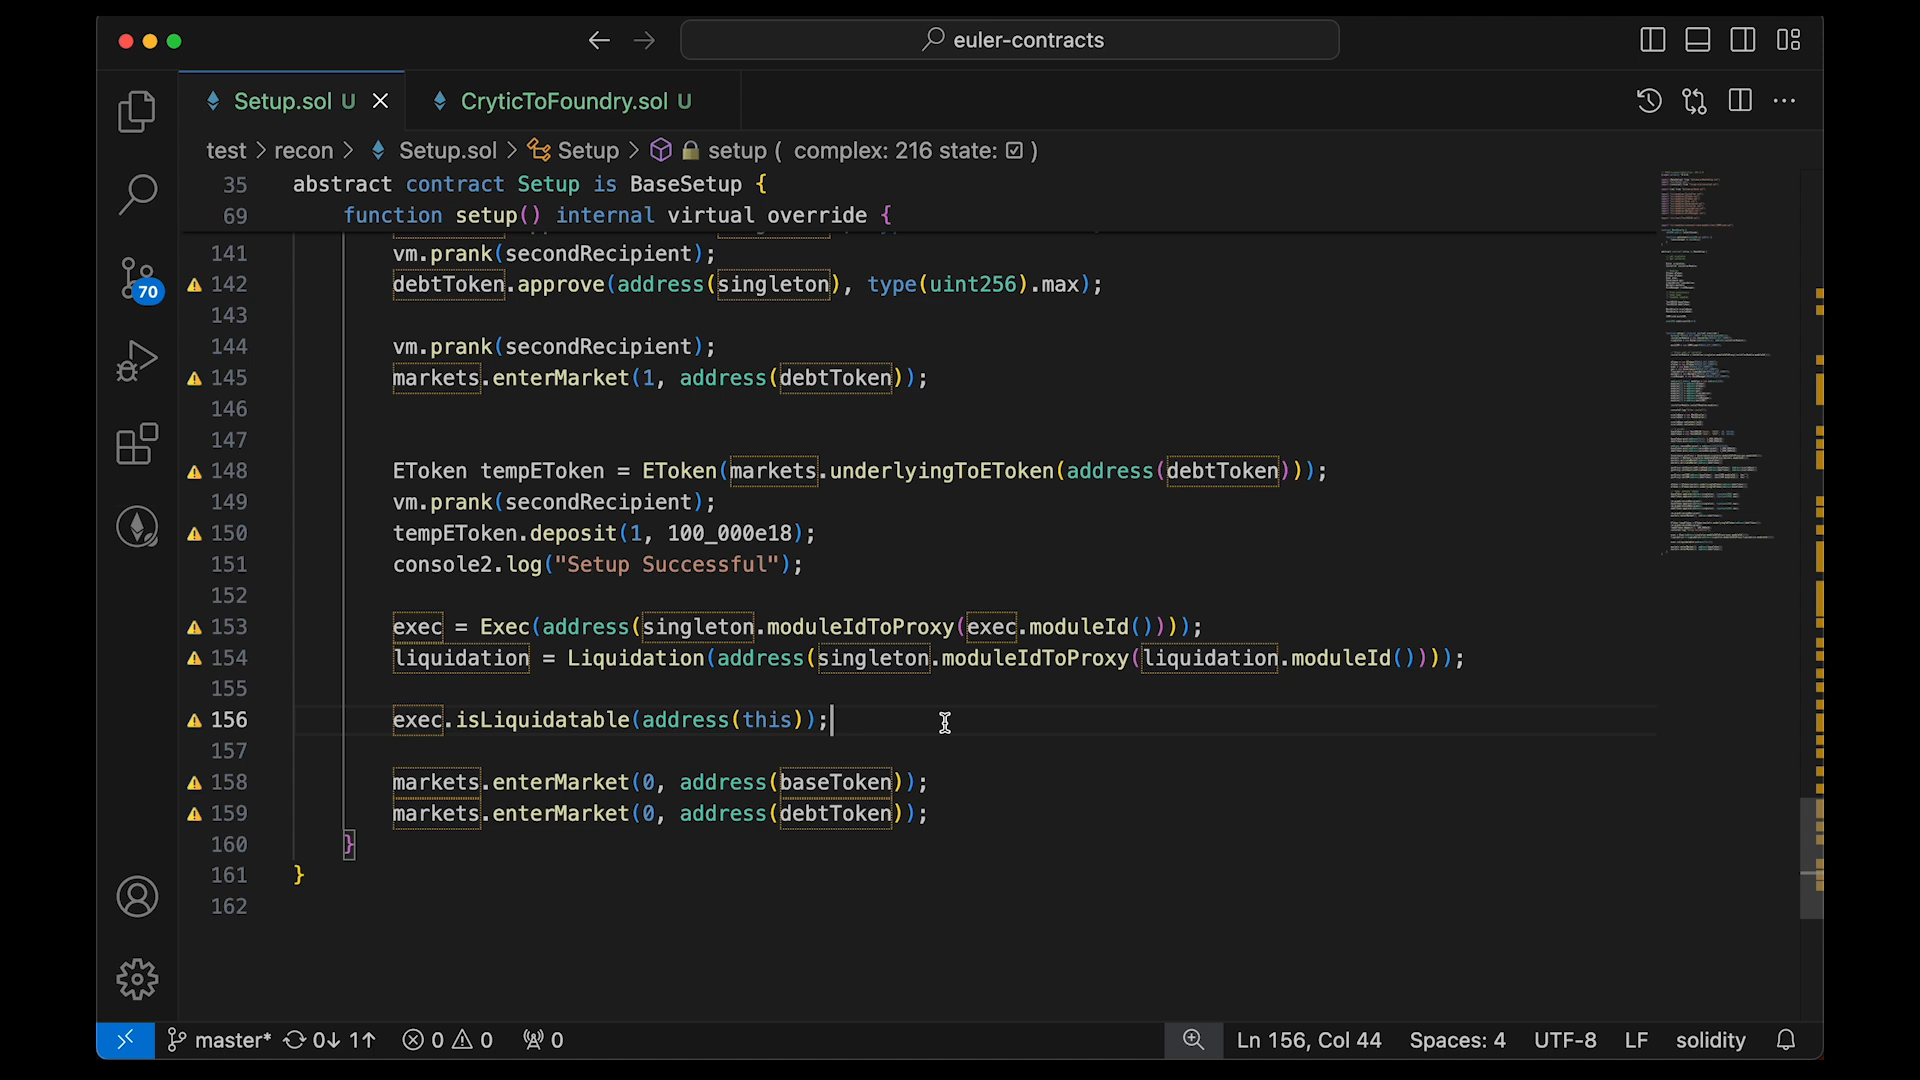 euler-contracts
Setup.sol U
CryticToFoundry.sol U
test > recon > Setup.sol > Setup > setup ( complex: 216 state: ☑ )
35 abstract contract Setup is BaseSetup {
69 function setup() internal virtual override {
141 vm.prank(secondRecipient);
142 debtToken.approve(address(singleton), type(uint256).max);
143
144 vm.prank(secondRecipient);
145 markets.enterMarket(1, address(debtToken));
146
147
148 EToken tempEToken = EToken(markets.underlyingToEToken(address(debtToken)));
149 vm.prank(secondRecipient);
150 tempEToken.deposit(1, 100_000e18);
151 console2.log("Setup Successful");
152
153 exec = Exec(address(singleton.moduleIdToProxy(exec.moduleId())));
154 liquidation = Liquidation(address(singleton.moduleIdToProxy(liquidation.moduleId())));
155
156 exec.isLiquidatable(address(this));
157
158 markets.enterMarket(0, address(baseToken));
159 markets.enterMarket(0, address(debtToken));
160 }
161 }
162
70
master* 0↓ 1↑ 0 0 0 Ln 156, Col 44 Spaces: 4 UTF-8 LF solidity